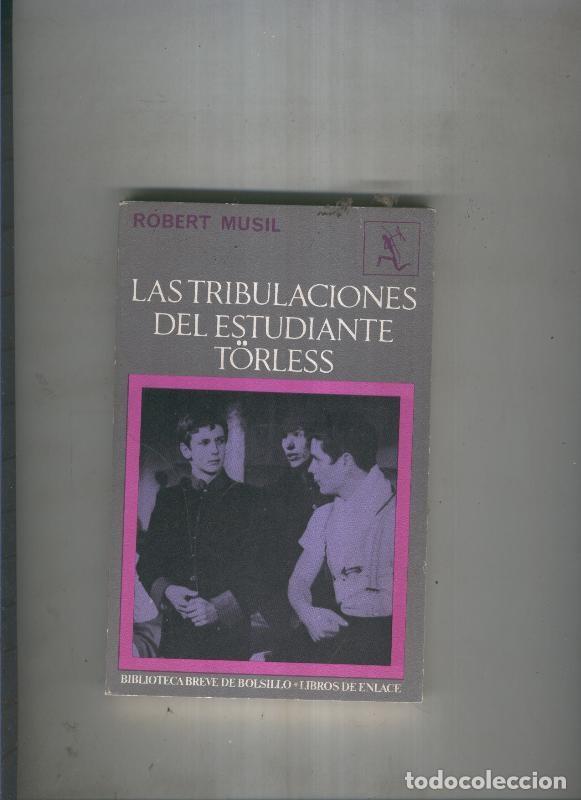 ROBERT MUSIL
LAS TRIBULACIONES
DEL ESTUDIANTE
TÖRLESS
BIBLIOTECA BREVE DE BOLSILLO - LIBROS DE ENLACE
todocoleccion